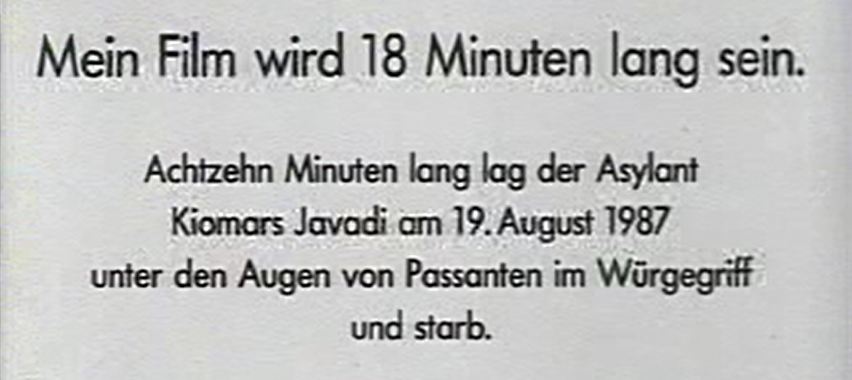 Mein Film wird 18 Minuten lang sein.
Achtzehn Minuten lang lag der Asylant
Kiomars Javadi am 19. August 1987
unter den Augen von Passanten im Würgegriff
und starb.